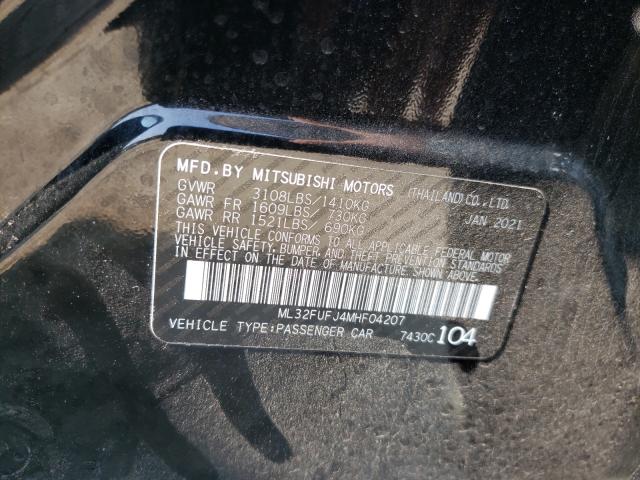 MFD.BY MITSUBISHI MOTORS (THAILAND)CO.,LTD.
GVWR 3108LBS/1410KG JAN 2021
GAWR FR 1609LBS/ 730KG
GAWR RR 1521LBS/ 690KG
THIS VEHICLE CONFORMS TO ALL APPLICABLE FEDERAL MOTOR
VEHICLE SAFETY, BUMPER AND THEFT PREVENTION STANDARDS
IN EFFECT ON THE DATE OF MANUFACTURE SHOWN ABOVE.
ML32FUFJ4MHF04207
VEHICLE TYPE:PASSENGER CAR 7430C 104